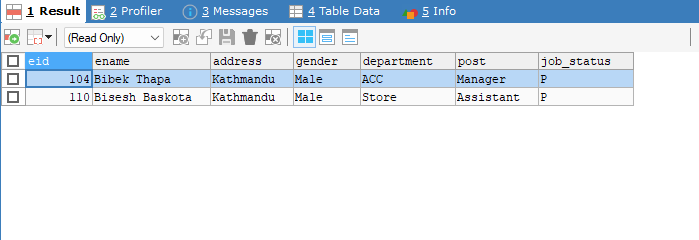 1 Result 2 Profiler 3 Messages 4 Table Data 5 Info
(Read Only)
eid ename address gender department post job_status
104 Bibek Thapa Kathmandu Male ACC Manager P
110 Bisesh Baskota Kathmandu Male Store Assistant P